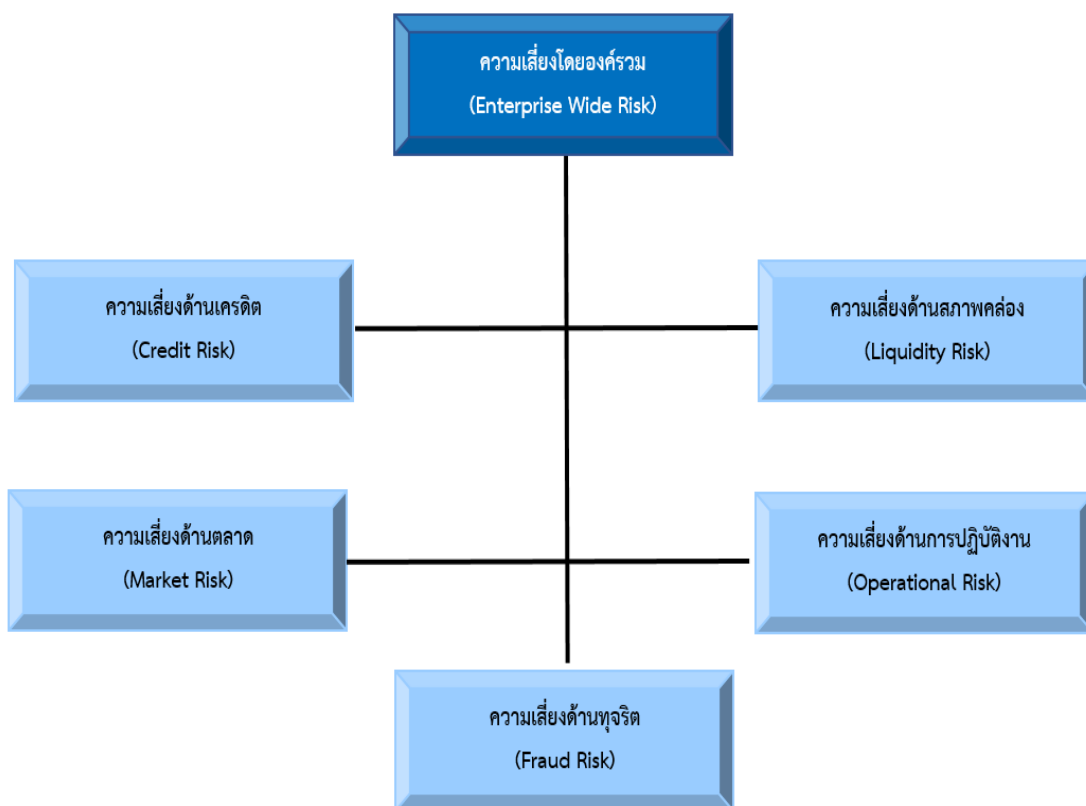 ความเสี่ยงโดยองค์รวม
(Enterprise Wide Risk)
ความเสี่ยงด้านเครดิต
(Credit Risk)
ความเสี่ยงด้านสภาพคล่อง
(Liquidity Risk)
ความเสี่ยงด้านตลาด
(Market Risk)
ความเสี่ยงด้านการปฏิบัติงาน
(Operational Risk)
ความเสี่ยงด้านทุจริต
(Fraud Risk)